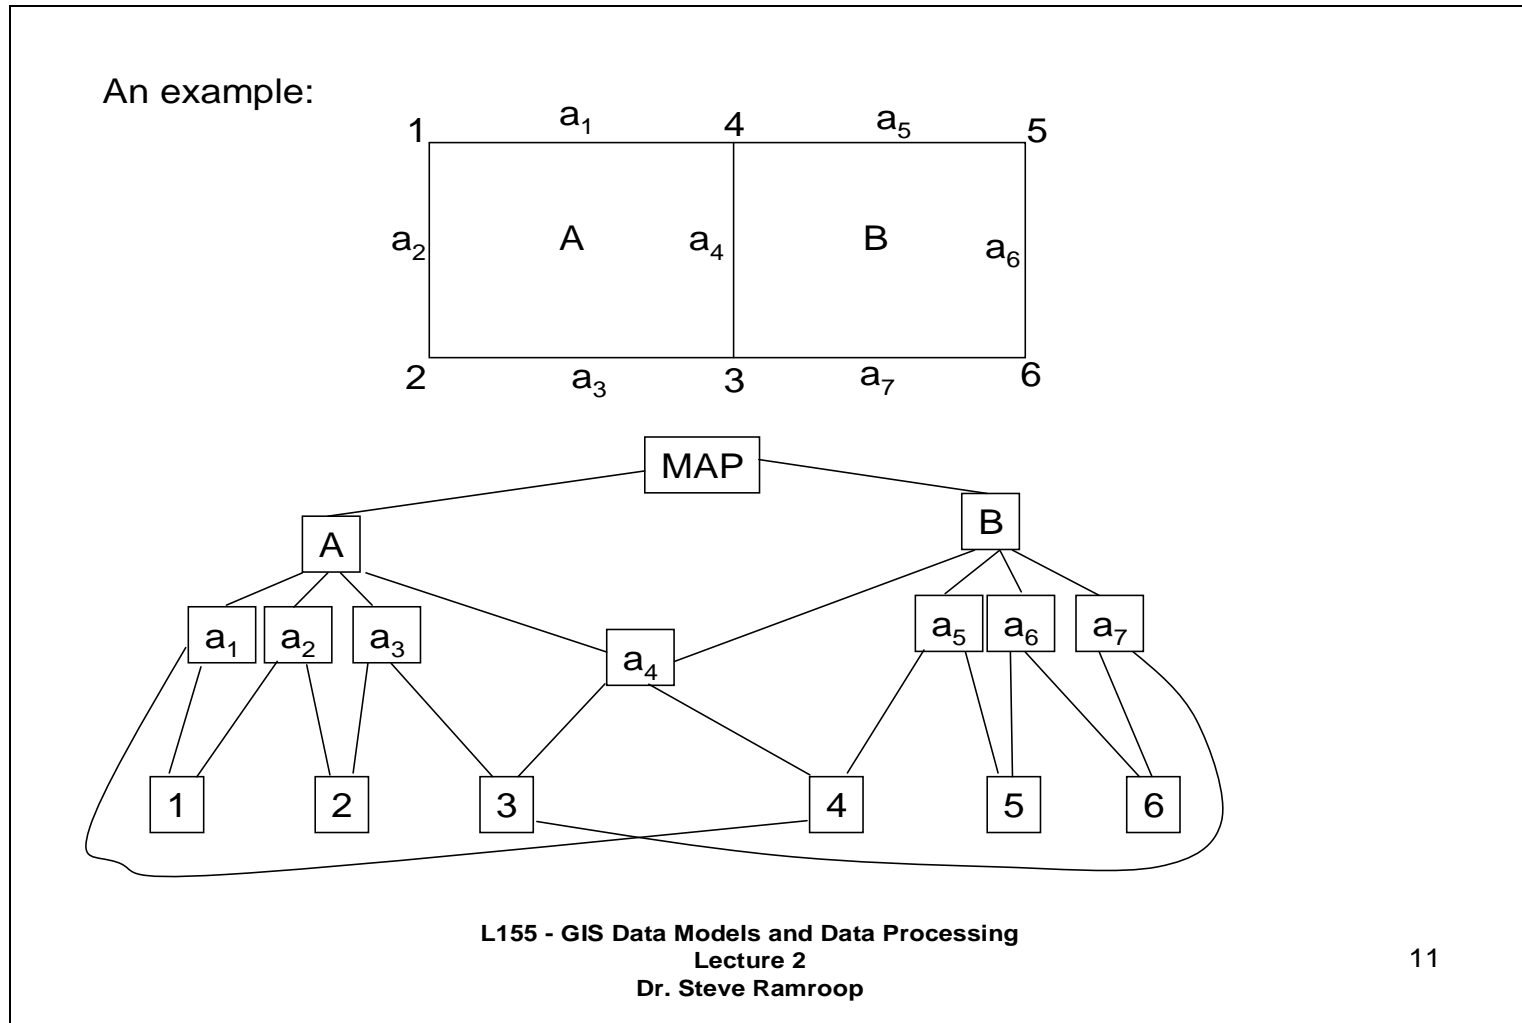 An example:
1 a1 4 a5 5
a2 A a4 B a6
2 a3 3 a7 6
MAP
A B
a1 a2 a3 a4 a5 a6 a7
1 2 3 4 5 6
L155 - GIS Data Models and Data Processing
Lecture 2
Dr. Steve Ramroop
11